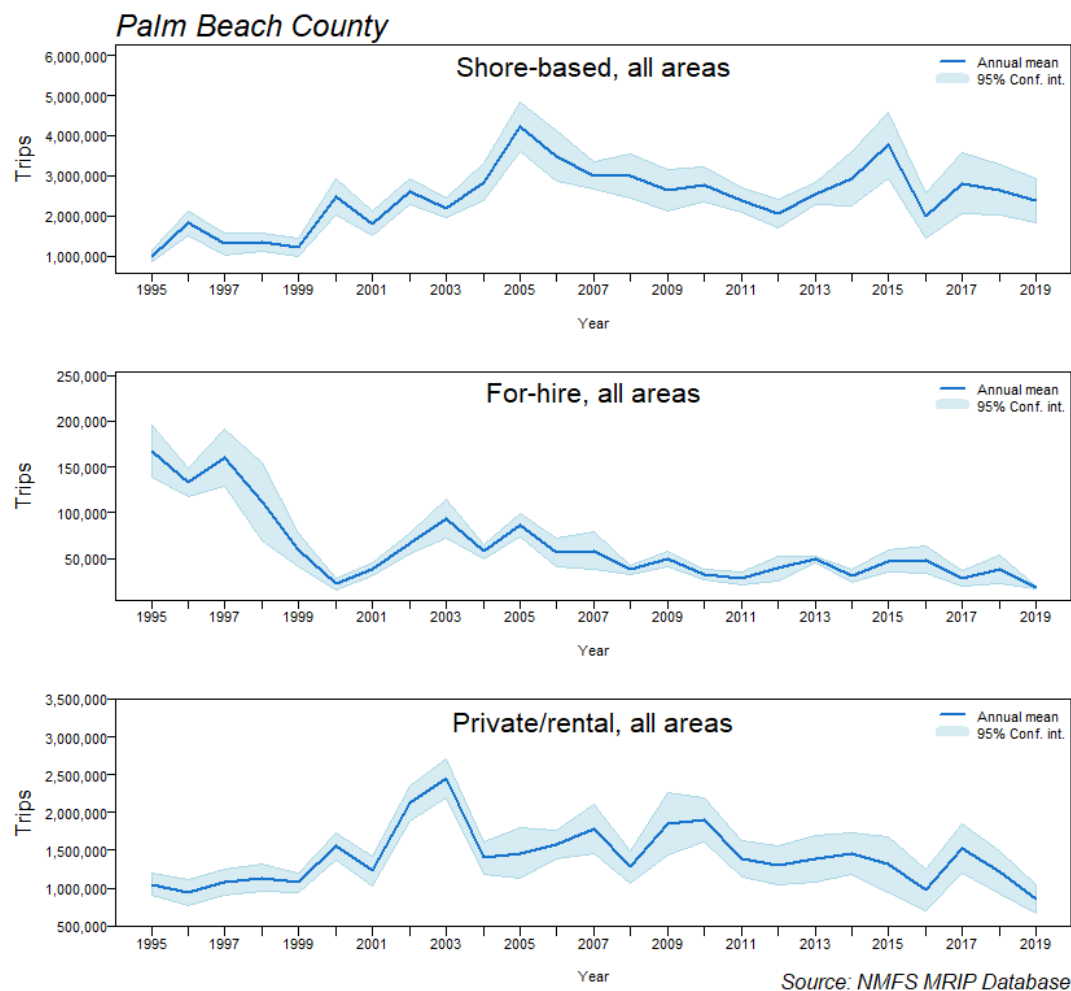 Palm Beach County
Shore-based, all areas
Annual mean
95% Conf. int.
Trips
6,000,000
5,000,000
4,000,000
3,000,000
2,000,000
1,000,000
1995 1997 1999 2001 2003 2005 2007 2009 2011 2013 2015 2017 2019
Year
For-hire, all areas
Annual mean
95% Conf. int.
Trips
250,000
200,000
150,000
100,000
50,000
1995 1997 1999 2001 2003 2005 2007 2009 2011 2013 2015 2017 2019
Year
Private/rental, all areas
Annual mean
95% Conf. int.
Trips
3,500,000
3,000,000
2,500,000
2,000,000
1,500,000
1,000,000
500,000
1995 1997 1999 2001 2003 2005 2007 2009 2011 2013 2015 2017 2019
Year
Source: NMFS MRIP Database